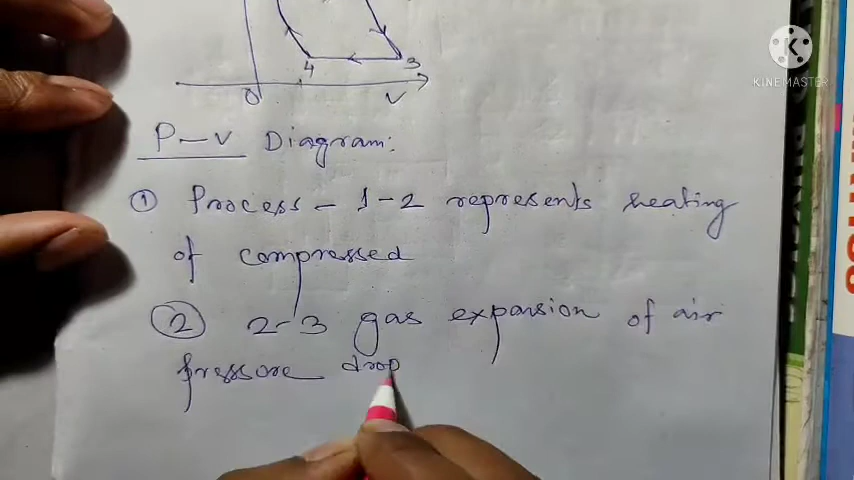 4
3
O
V
P-V Diagram:
① Process - 1-2 represents heating
of compressed
② 2-3 gas expansion of air
pressure drop
K
KINEMASTER